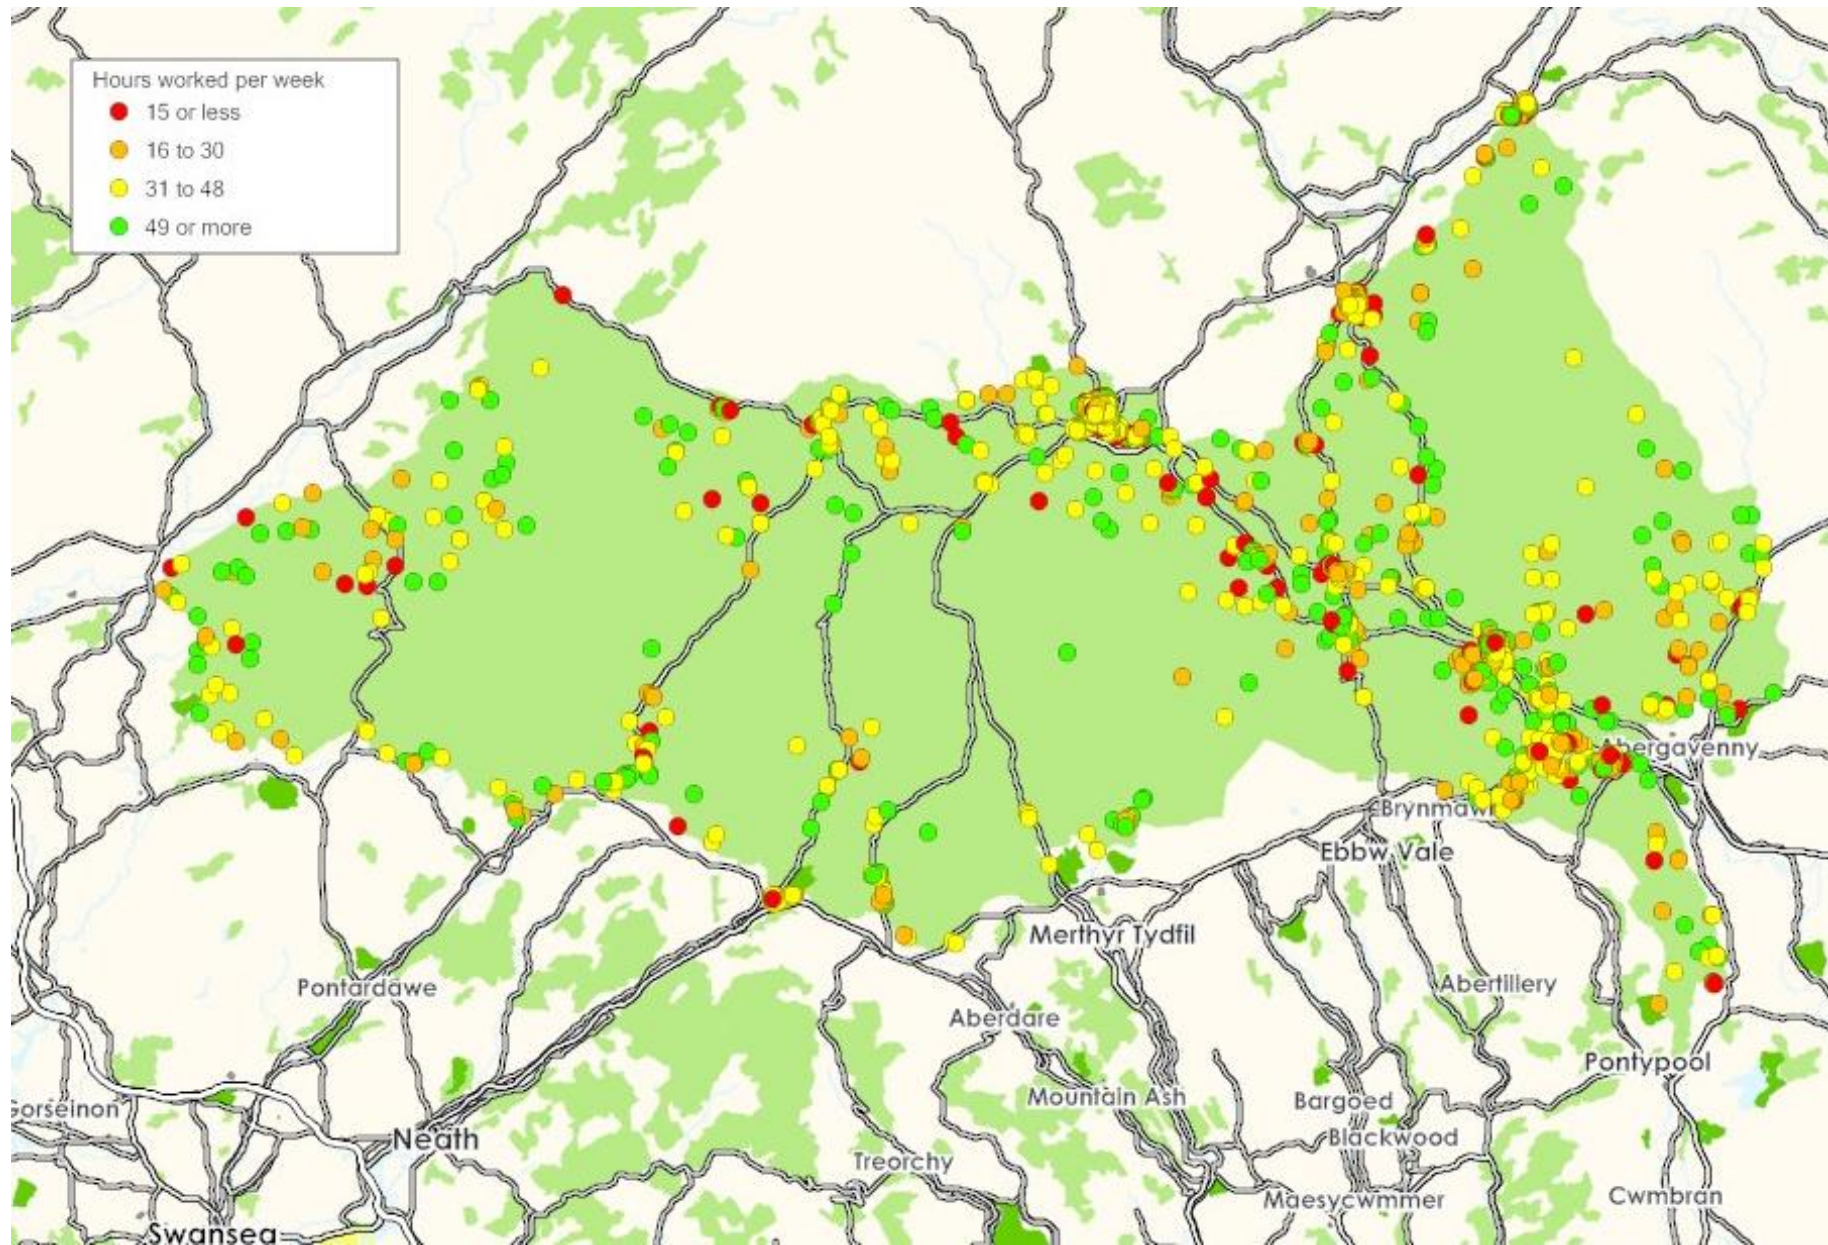 Hours worked per week
15 or less
16 to 30
31 to 48
49 or more
Abergavenny
Brynmawr
Ebbw Vale
Merthyr Tydfil
Pontardawe
Abertillery
Aberdare
Pontypool
Mountain Ash
Bargoed
Gorseinon
Blackwood
Neath
Treorchy
Maesycwmmer
Cwmbran
Swansea